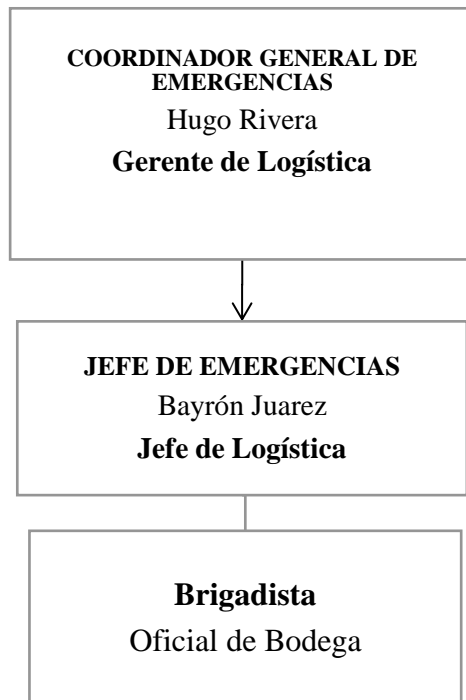 COORDINADOR GENERAL DE
EMERGENCIAS
Hugo Rivera
Gerente de Logística
JEFE DE EMERGENCIAS
Bayrón Juarez
Jefe de Logística
Brigadista
Oficial de Bodega